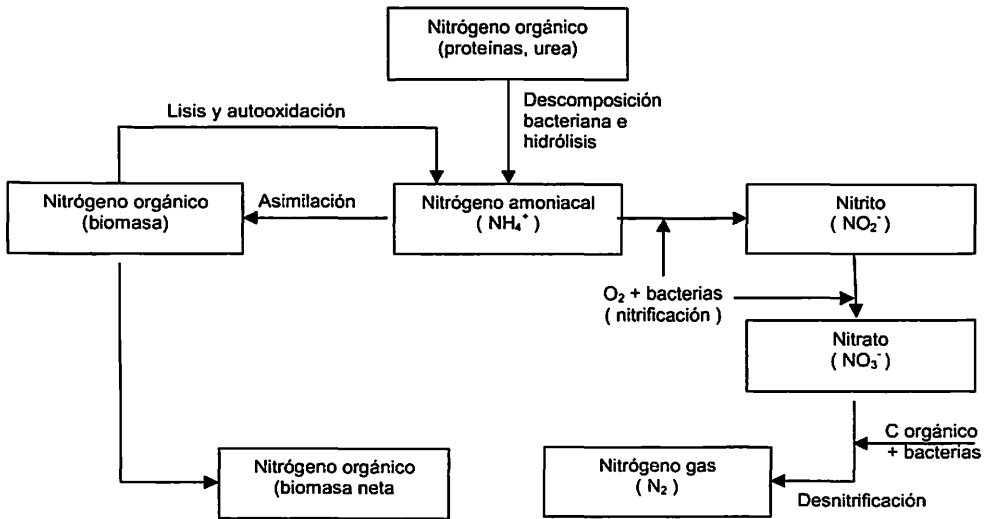 Nitrógeno orgánico
(proteínas, urea)
Descomposición
bacteriana e
hidrólisis
Lisis y autooxidación
Nitrógeno orgánico
(biomasa)
Asimilación
Nitrógeno amoniacal
( NH₄⁺ )
Nitrito
( NO₂⁻ )
O₂ + bacterias
( nitrificación )
Nitrato
( NO₃⁻ )
C orgánico
+ bacterias
Nitrógeno orgánico
(biomasa neta
Nitrógeno gas
( N₂ )
Desnitrificación